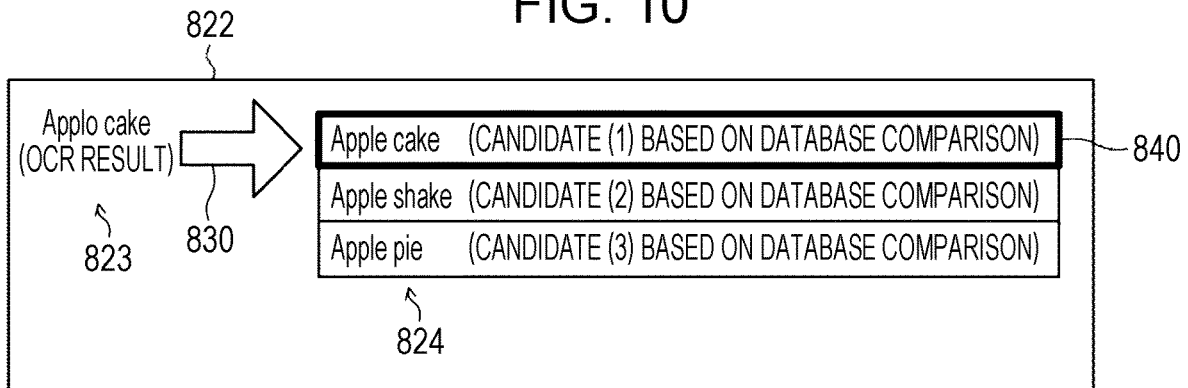 FIG. 10
822
Applo cake
(OCR RESULT)
830
823
Apple cake (CANDIDATE (1) BASED ON DATABASE COMPARISON)
840
Apple shake (CANDIDATE (2) BASED ON DATABASE COMPARISON)
Apple pie (CANDIDATE (3) BASED ON DATABASE COMPARISON)
824